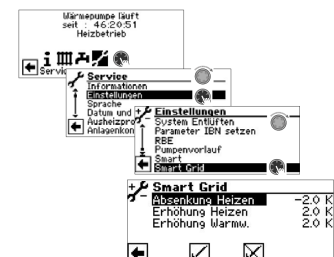 Wärmepumpe läuft
seit : 46:20:51
Heizbetrieb
Servic
Service
Informationen
Einstellungen
Sprache
Datum und
Ausheizpro
Anlagenkon
Einstellungen
System Entlüften
Parameter IBN setzen
RBE
Pumpenvorlauf
Smart
Smart Grid
Smart Grid
Absenkung Heizen -2.0 K
Erhöhung Heizen 2.0 K
Erhöhung Warmw. 2.0 K